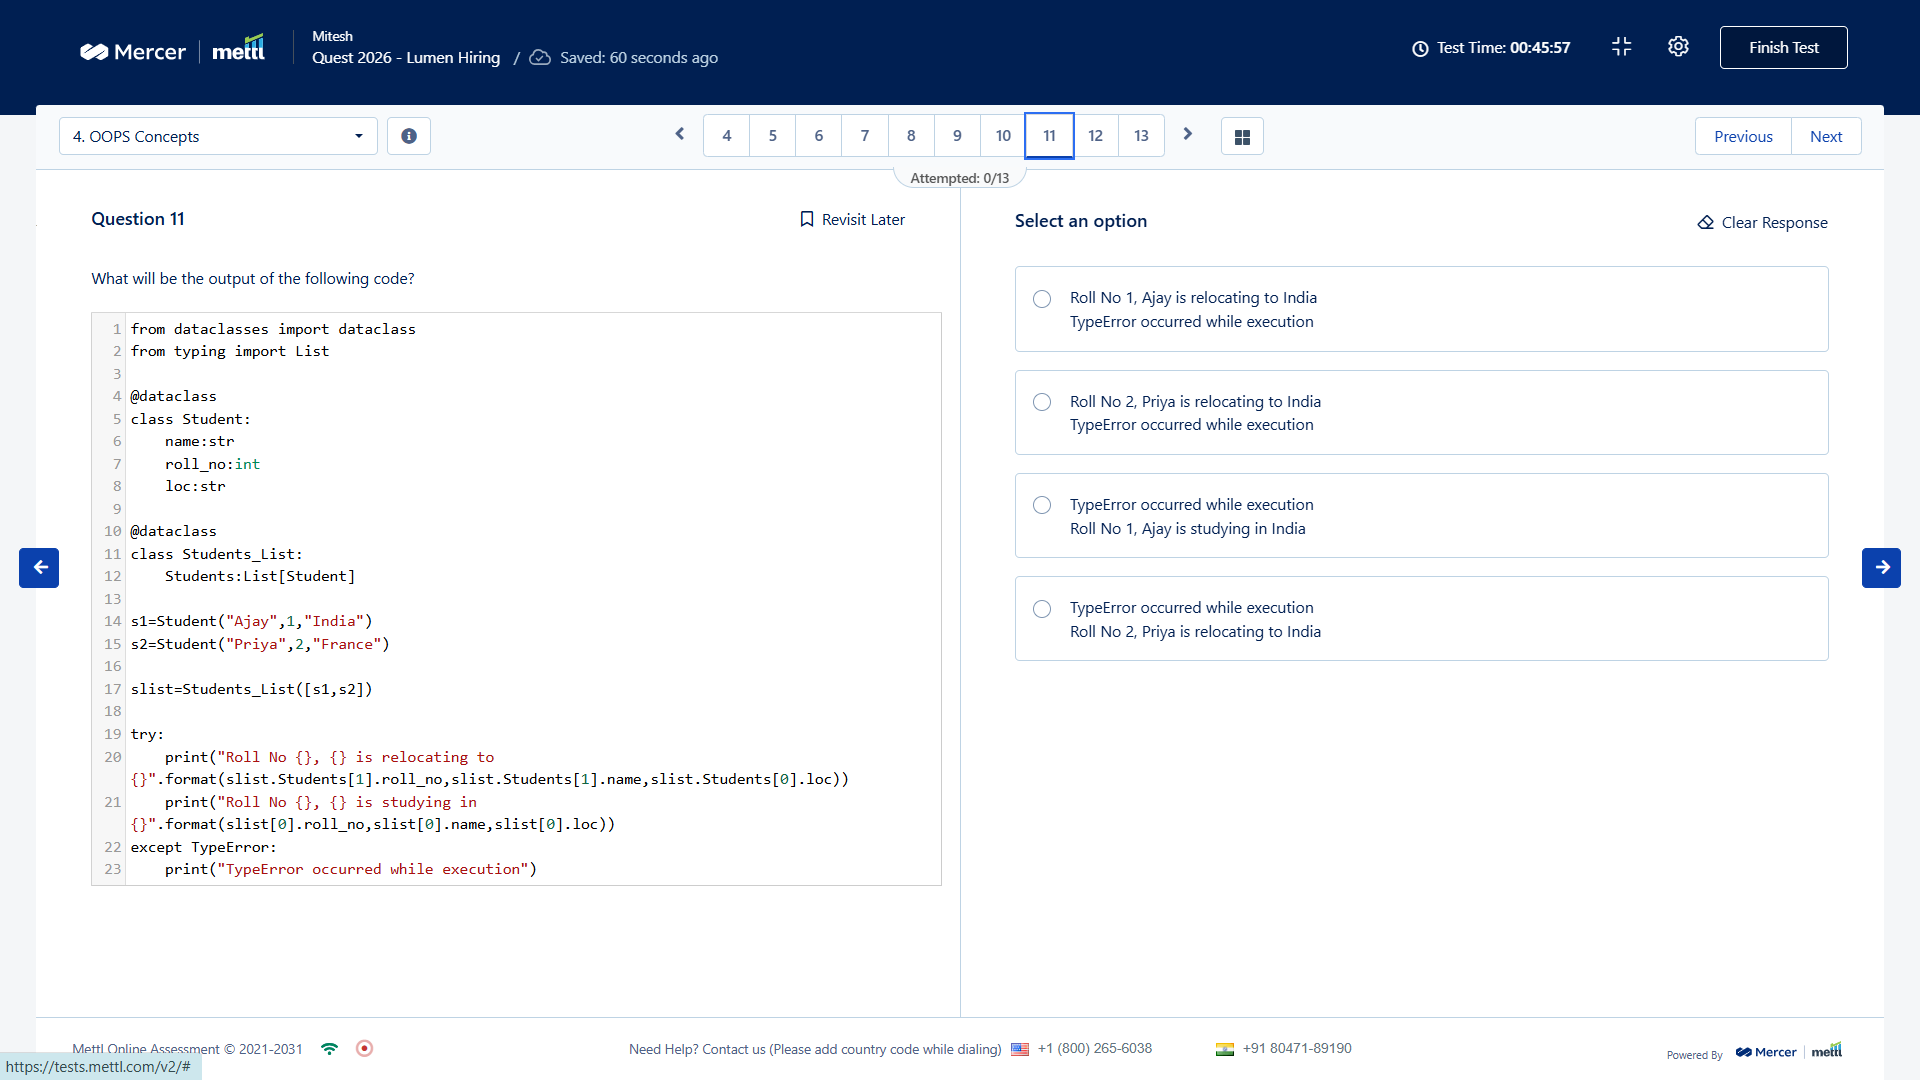 Mercer | mettl
Mitesh
Quest 2026 - Lumen Hiring / Saved: 60 seconds ago
Test Time: 00:45:57
Finish Test
4. OOPS Concepts
4 5 6 7 8 9 10 11 12 13
Previous Next
Attempted: 0/13
Question 11
Revisit Later
What will be the output of the following code?
1 from dataclasses import dataclass
2 from typing import List
3
4 @dataclass
5 class Student:
6     name:str
7     roll_no:int
8     loc:str
9
10 @dataclass
11 class Students_List:
12     Students:List[Student]
13
14 s1=Student("Ajay",1,"India")
15 s2=Student("Priya",2,"France")
16
17 slist=Students_List([s1,s2])
18
19 try:
20     print("Roll No {}, {} is relocating to
{}".format(slist.Students[1].roll_no,slist.Students[1].name,slist.Students[0].loc))
21     print("Roll No {}, {} is studying in
{}".format(slist[0].roll_no,slist[0].name,slist[0].loc))
22 except TypeError:
23     print("TypeError occurred while execution")
Select an option
Clear Response
Roll No 1, Ajay is relocating to India
TypeError occurred while execution
Roll No 2, Priya is relocating to India
TypeError occurred while execution
TypeError occurred while execution
Roll No 1, Ajay is studying in India
TypeError occurred while execution
Roll No 2, Priya is relocating to India
Mettl Online Assessment © 2021-2031
Need Help? Contact us (Please add country code while dialing) +1 (800) 265-6038 +91 80471-89190
Powered By Mercer | mettl
https://tests.mettl.com/v2/#